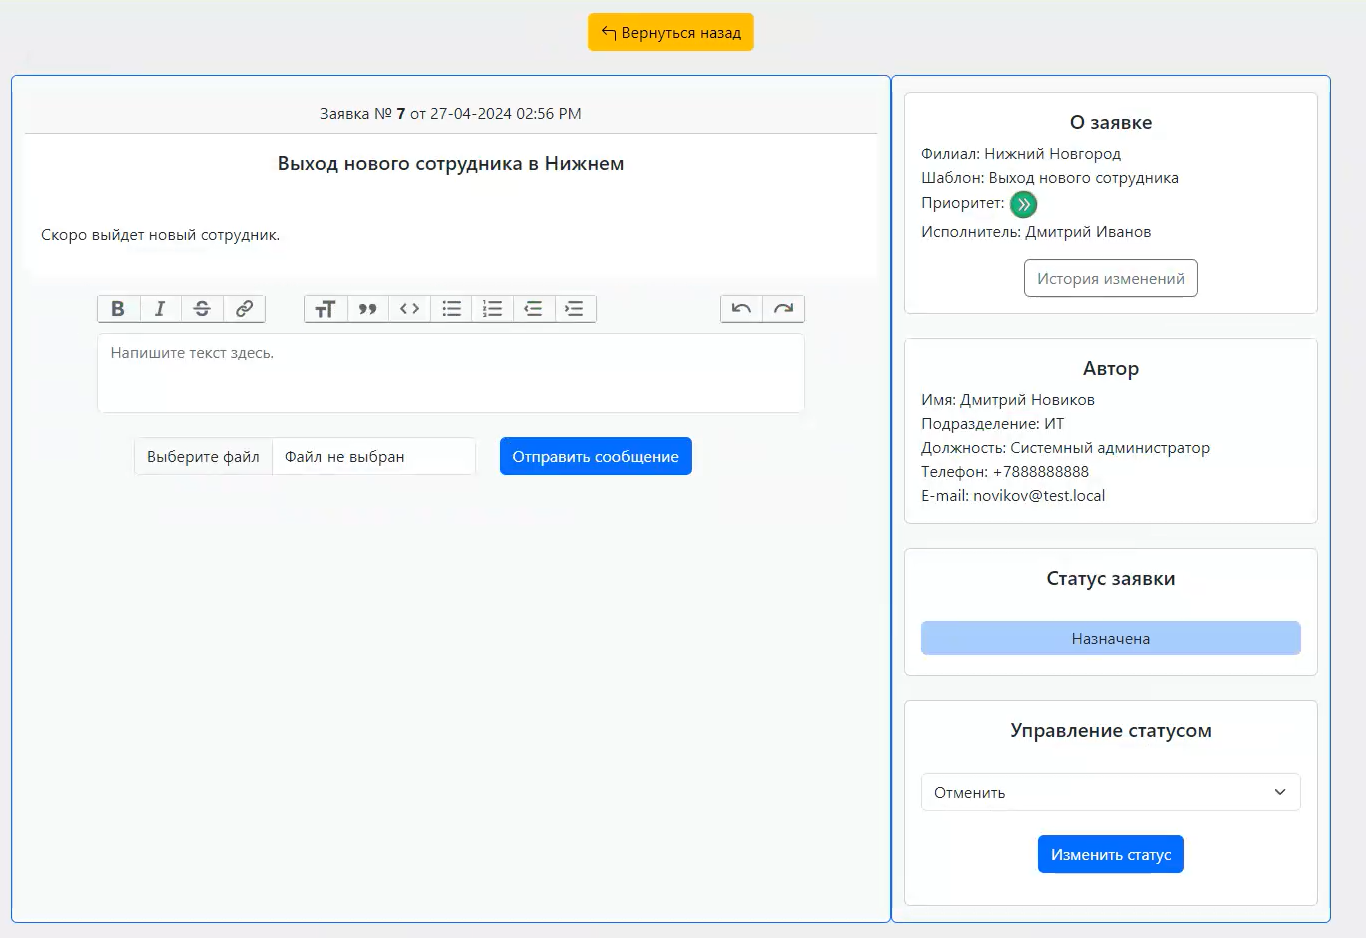 Вернуться назад
Заявка № 7 от 27-04-2024 02:56 PM
Выход нового сотрудника в Нижнем
Скоро выйдет новый сотрудник.
Напишите текст здесь.
Выберите файл
Файл не выбран
Отправить сообщение
О заявке
Филиал: Нижний Новгород
Шаблон: Выход нового сотрудника
Приоритет:
Исполнитель: Дмитрий Иванов
История изменений
Автор
Имя: Дмитрий Новиков
Подразделение: ИТ
Должность: Системный администратор
Телефон: +7888888888
E-mail: novikov@test.local
Статус заявки
Назначена
Управление статусом
Отменить
Изменить статус